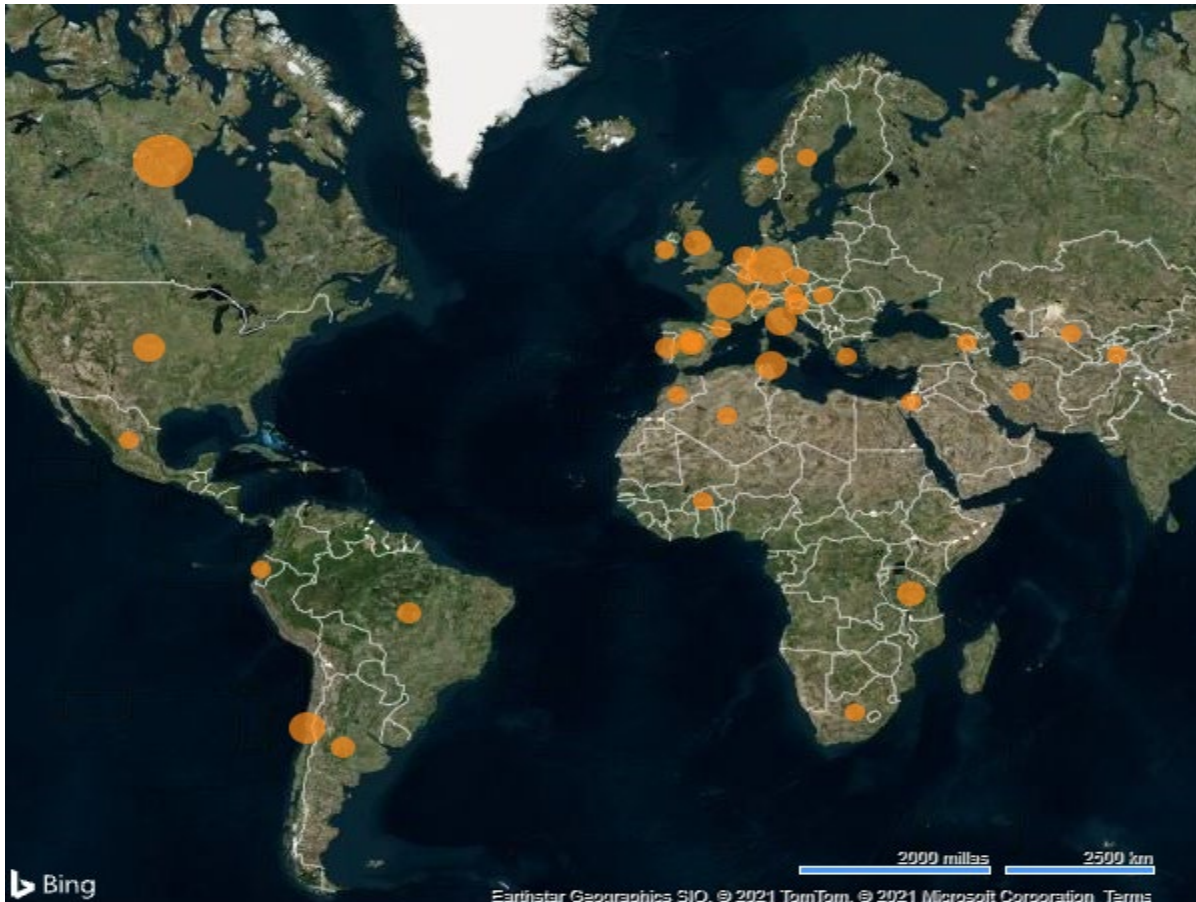 2000 millas 2500 km
Bing
Earthstar Geographics SIO, © 2021 TomTom, © 2021 Microsoft Corporation Terms